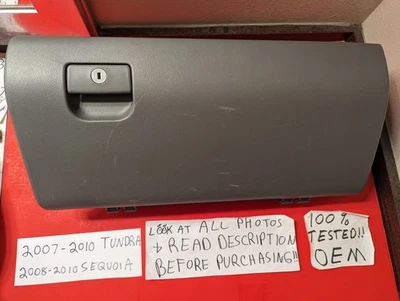 2007-2010 TUNDRA
2008-2010 SEQUOIA
LOOK AT ALL PHOTOS
+ READ DESCRIPTION
BEFORE PURCHASING!!
100%
TESTED!!
OEM